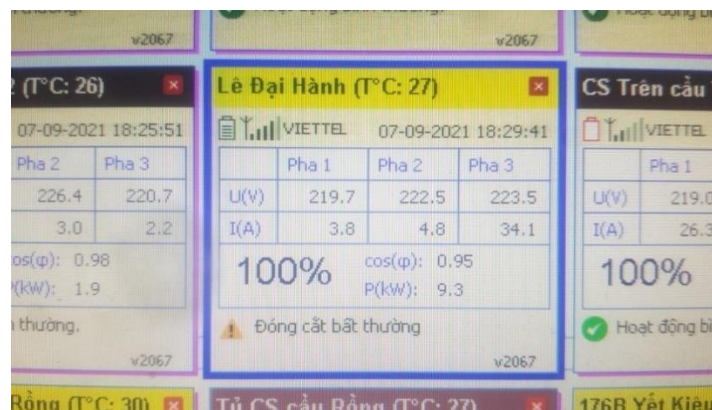 v2067
v2067
(T°C: 26)
07-09-2021 18:25:51
Pha 2 Pha 3
226.4 220.7
3.0 2.2
cos(φ): 0.98
P(kW): 1.9
thường.
v2067
Lê Đại Hành (T°C: 27)
VIETTEL 07-09-2021 18:29:41
Pha 1 Pha 2 Pha 3
U(V) 219.7 222.5 223.5
I(A) 3.8 4.8 34.1
100% cos(φ): 0.95
P(kW): 9.3
Đóng cắt bất thường
v2067
CS Trên cầu
VIETTEL
Pha 1
U(V) 219.0
I(A) 26.3
100%
Hoạt động
Rồng (T°C: 30)
Tủ CS cầu Rồng (T°C: 27)
176B Yết Kiêu